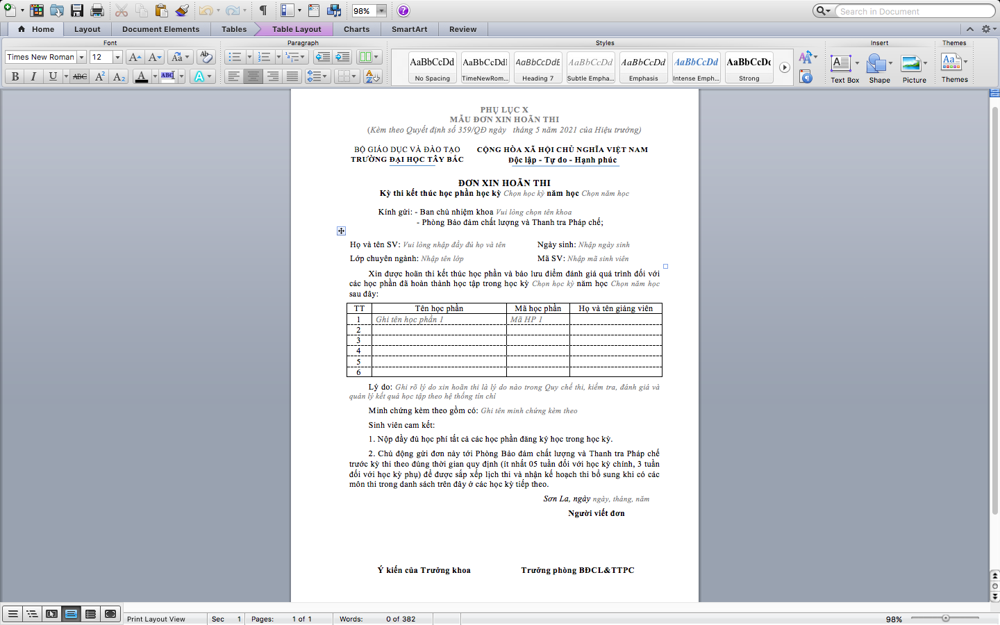 98%
Search in Document
Home Layout Document Elements Tables Table Layout Charts SmartArt Review
Font Paragraph Styles Insert Themes
Times New Roman 12 Aa AaBbCcDd AaBbCcDdI AaBbCcDdE AaBbCcDd AaBbCcDd AaBbCcDd AaBbCcDc Aa
B I U ABC A² A₂ A ABC A No Spacing TimeNewRom... Heading 7 Subtle Empha... Emphasis Intense Emph... Strong Text Box Shape Picture Themes
PHỤ LỤC X
MẪU ĐƠN XIN HOÃN THI
(Kèm theo Quyết định số 359/QĐ ngày tháng 5 năm 2021 của Hiệu trưởng)
BỘ GIÁO DỤC VÀ ĐÀO TẠO CỘNG HÒA XÃ HỘI CHỦ NGHĨA VIỆT NAM
TRƯỜNG ĐẠI HỌC TÂY BẮC Độc lập - Tự do - Hạnh phúc
ĐƠN XIN HOÃN THI
Kỳ thi kết thúc học phần học kỳ Chọn học kỳ năm học Chọn năm học
Kính gửi: - Ban chủ nhiệm khoa Vui lòng chọn tên khoa
- Phòng Bảo đảm chất lượng và Thanh tra Pháp chế;
Họ và tên SV: Vui lòng nhập đầy đủ họ và tên Ngày sinh: Nhập ngày sinh
Lớp chuyên ngành: Nhập tên lớp Mã SV: Nhập mã sinh viên
Xin được hoãn thi kết thúc học phần và bảo lưu điểm đánh giá quá trình đối với
các học phần đã hoàn thành học tập trong học kỳ Chọn học kỳ năm học Chọn năm học
sau đây:
TT Tên học phần Mã học phần Họ và tên giảng viên
1 Ghi tên học phần 1 Mã HP 1
2
3
4
5
6
Lý do: Ghi rõ lý do xin hoãn thi là lý do nào trong Quy chế thi, kiểm tra, đánh giá và
quản lý kết quả học tập theo hệ thống tín chỉ
Minh chứng kèm theo gồm có: Ghi tên minh chứng kèm theo
Sinh viên cam kết:
1. Nộp đầy đủ học phí tất cả các học phần đăng ký học trong học kỳ.
2. Chủ động gửi đơn này tới Phòng Bảo đảm chất lượng và Thanh tra Pháp chế
trước kỳ thi theo đúng thời gian quy định (ít nhất 05 tuần đối với học kỳ chính, 3 tuần
đối với học kỳ phụ) để được sắp xếp lịch thi và nhận kế hoạch thi bổ sung khi có các
môn thi trong danh sách trên đây ở các học kỳ tiếp theo.
Sơn La, ngày ngày, tháng, năm
Người viết đơn
Ý kiến của Trưởng khoa Trưởng phòng BĐCL&TTPC
Print Layout View Sec 1 Pages: 1 of 1 Words: 0 of 382 98%